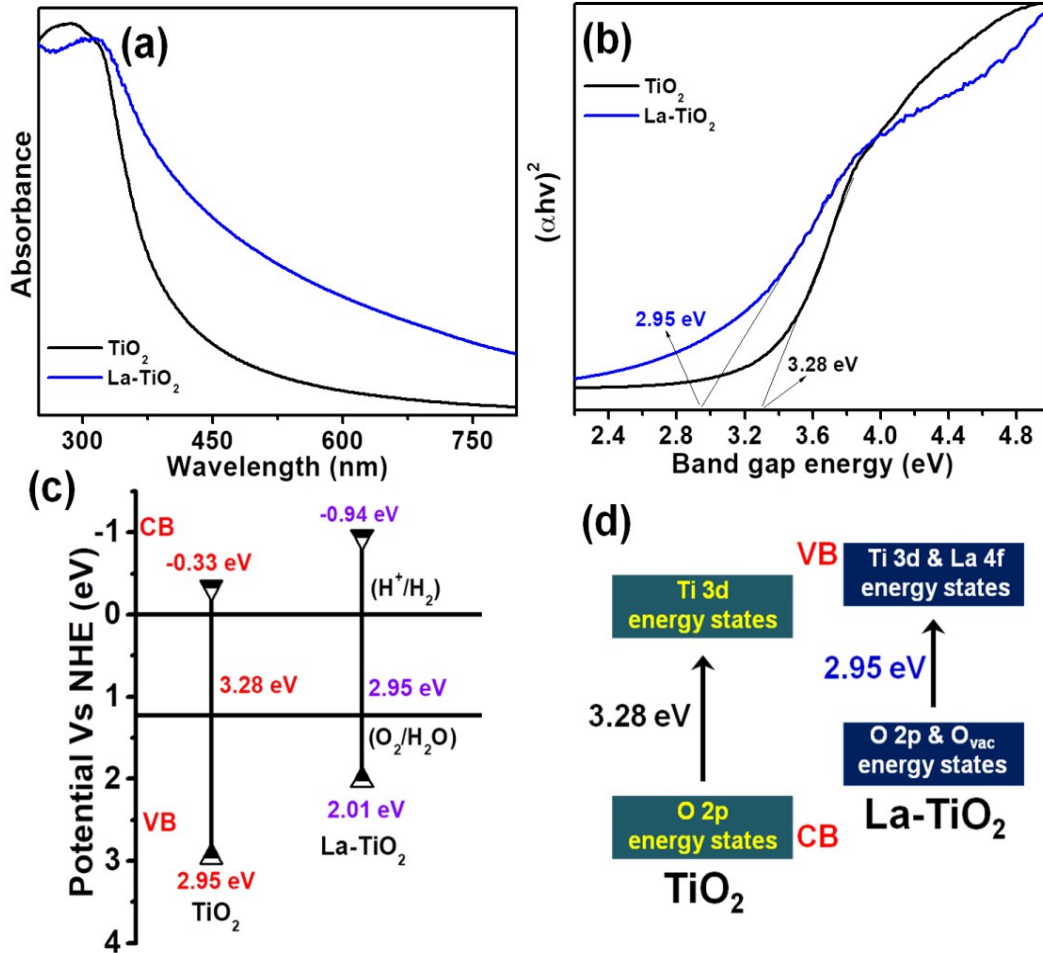 (a)
Absorbance
TiO₂
La-TiO₂
300 450 600 750
Wavelength (nm)
(b)
TiO₂
La-TiO₂
(αhν)²
2.95 eV
3.28 eV
2.4 2.8 3.2 3.6 4.0 4.4 4.8
Band gap energy (eV)
(c)
Potential Vs NHE (eV)
-1
0
1
2
3
4
CB
-0.33 eV
-0.94 eV
(H⁺/H₂)
3.28 eV
2.95 eV
(O₂/H₂O)
VB
2.01 eV
La-TiO₂
2.95 eV
TiO₂
(d)
VB
Ti 3d
energy states
Ti 3d & La 4f
energy states
3.28 eV
2.95 eV
O 2p & Oᵥₐc
energy states
La-TiO₂
O 2p
energy states
CB
TiO₂